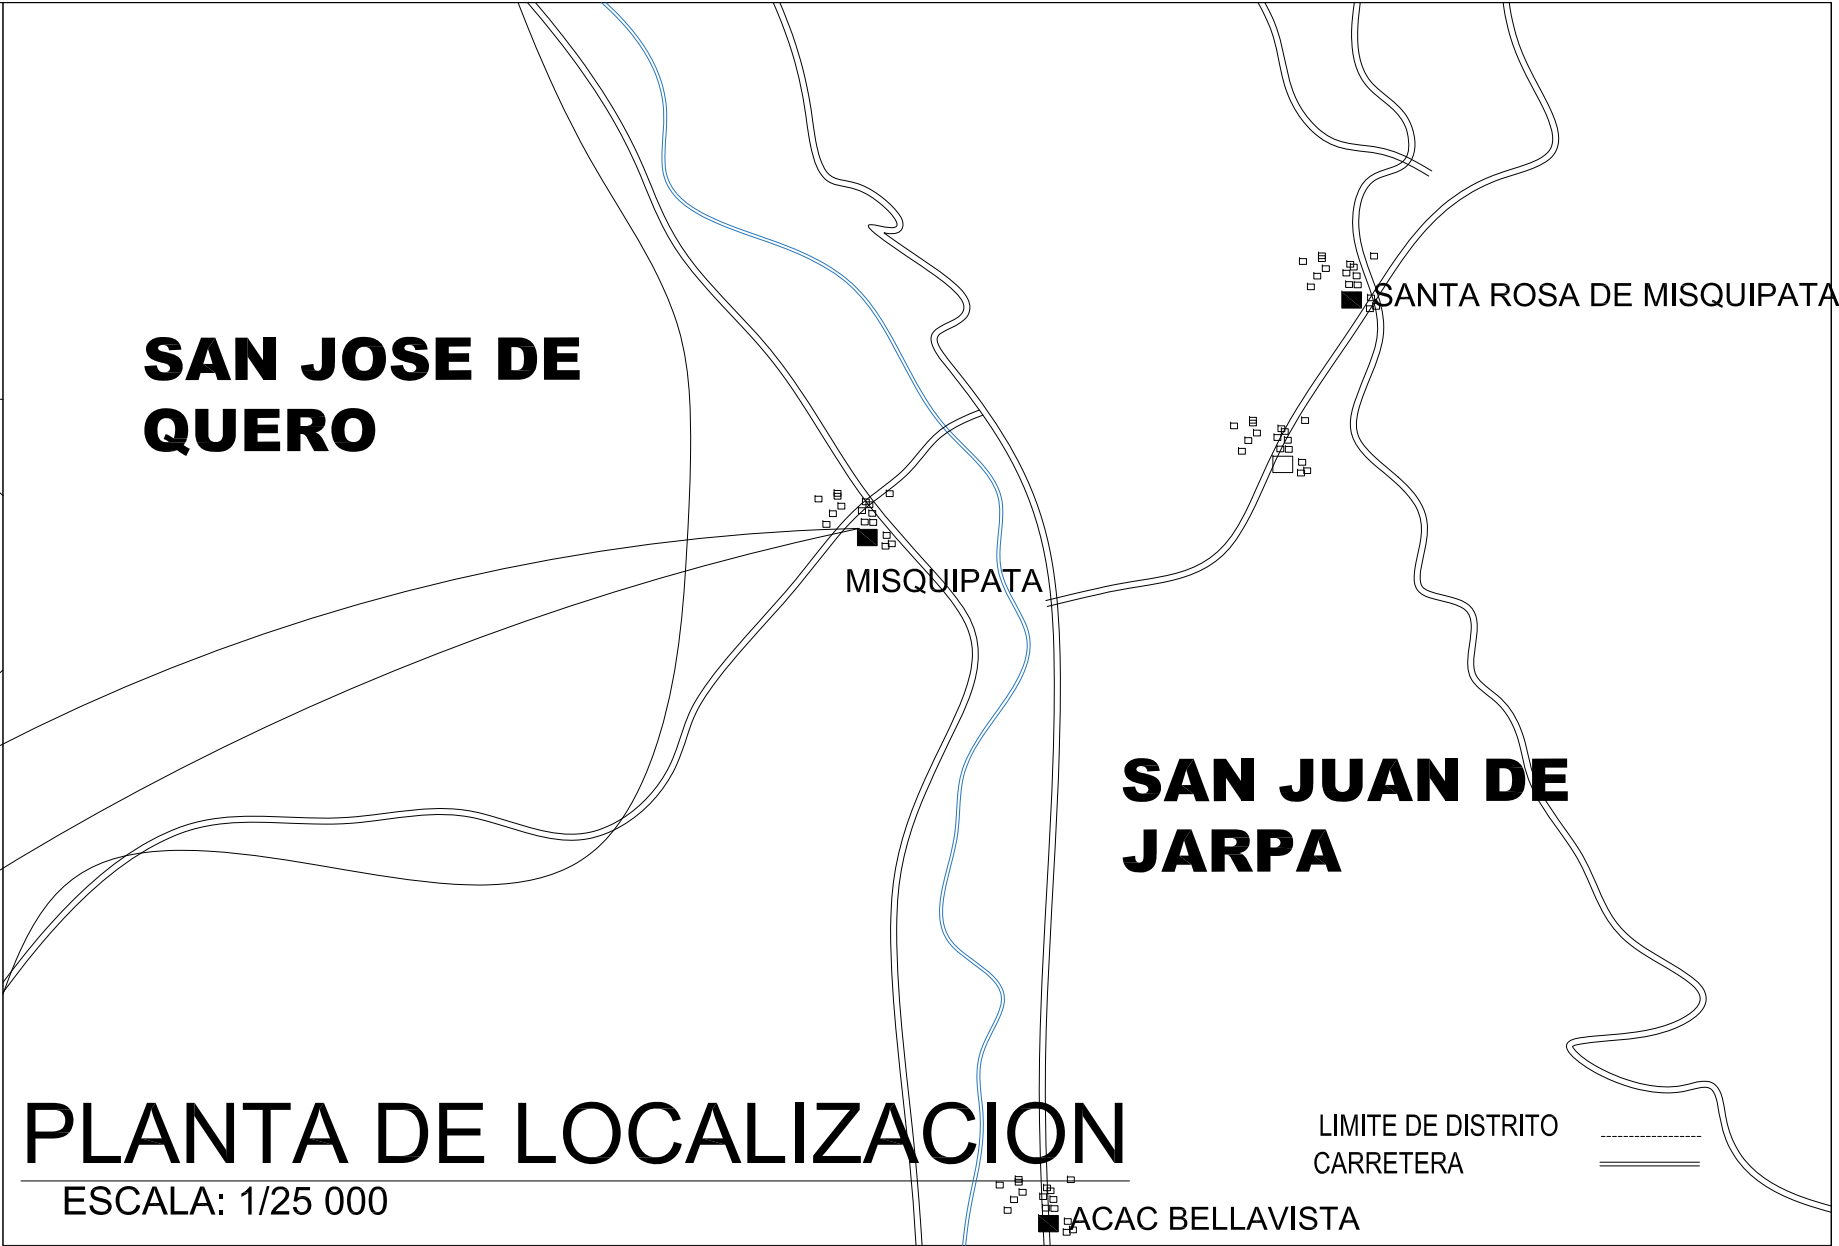 SANTA ROSA DE MISQUIPATA
SAN JOSE DE
QUERO
MISQUIPATA
SAN JUAN DE
JARPA
PLANTA DE LOCALIZACION
ESCALA: 1/25 000
LIMITE DE DISTRITO
CARRETERA
ACAC BELLAVISTA